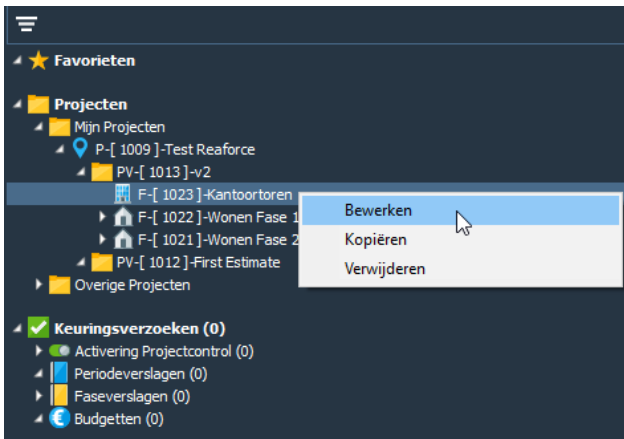 Favorieten
Projecten
Mijn Projecten
P-[ 1009 ]-Test Reaforce
PV-[ 1013 ]-v2
F-[ 1023 ]-Kantoortoren
F-[ 1022 ]-Wonen Fase 1
F-[ 1021 ]-Wonen Fase 2
PV-[ 1012 ]-First Estimate
Overige Projecten
Bewerken
Kopiëren
Verwijderen
Keuringsverzoeken (0)
Activering Projectcontrol (0)
Periodeverslagen (0)
Faseverslagen (0)
Budgetten (0)